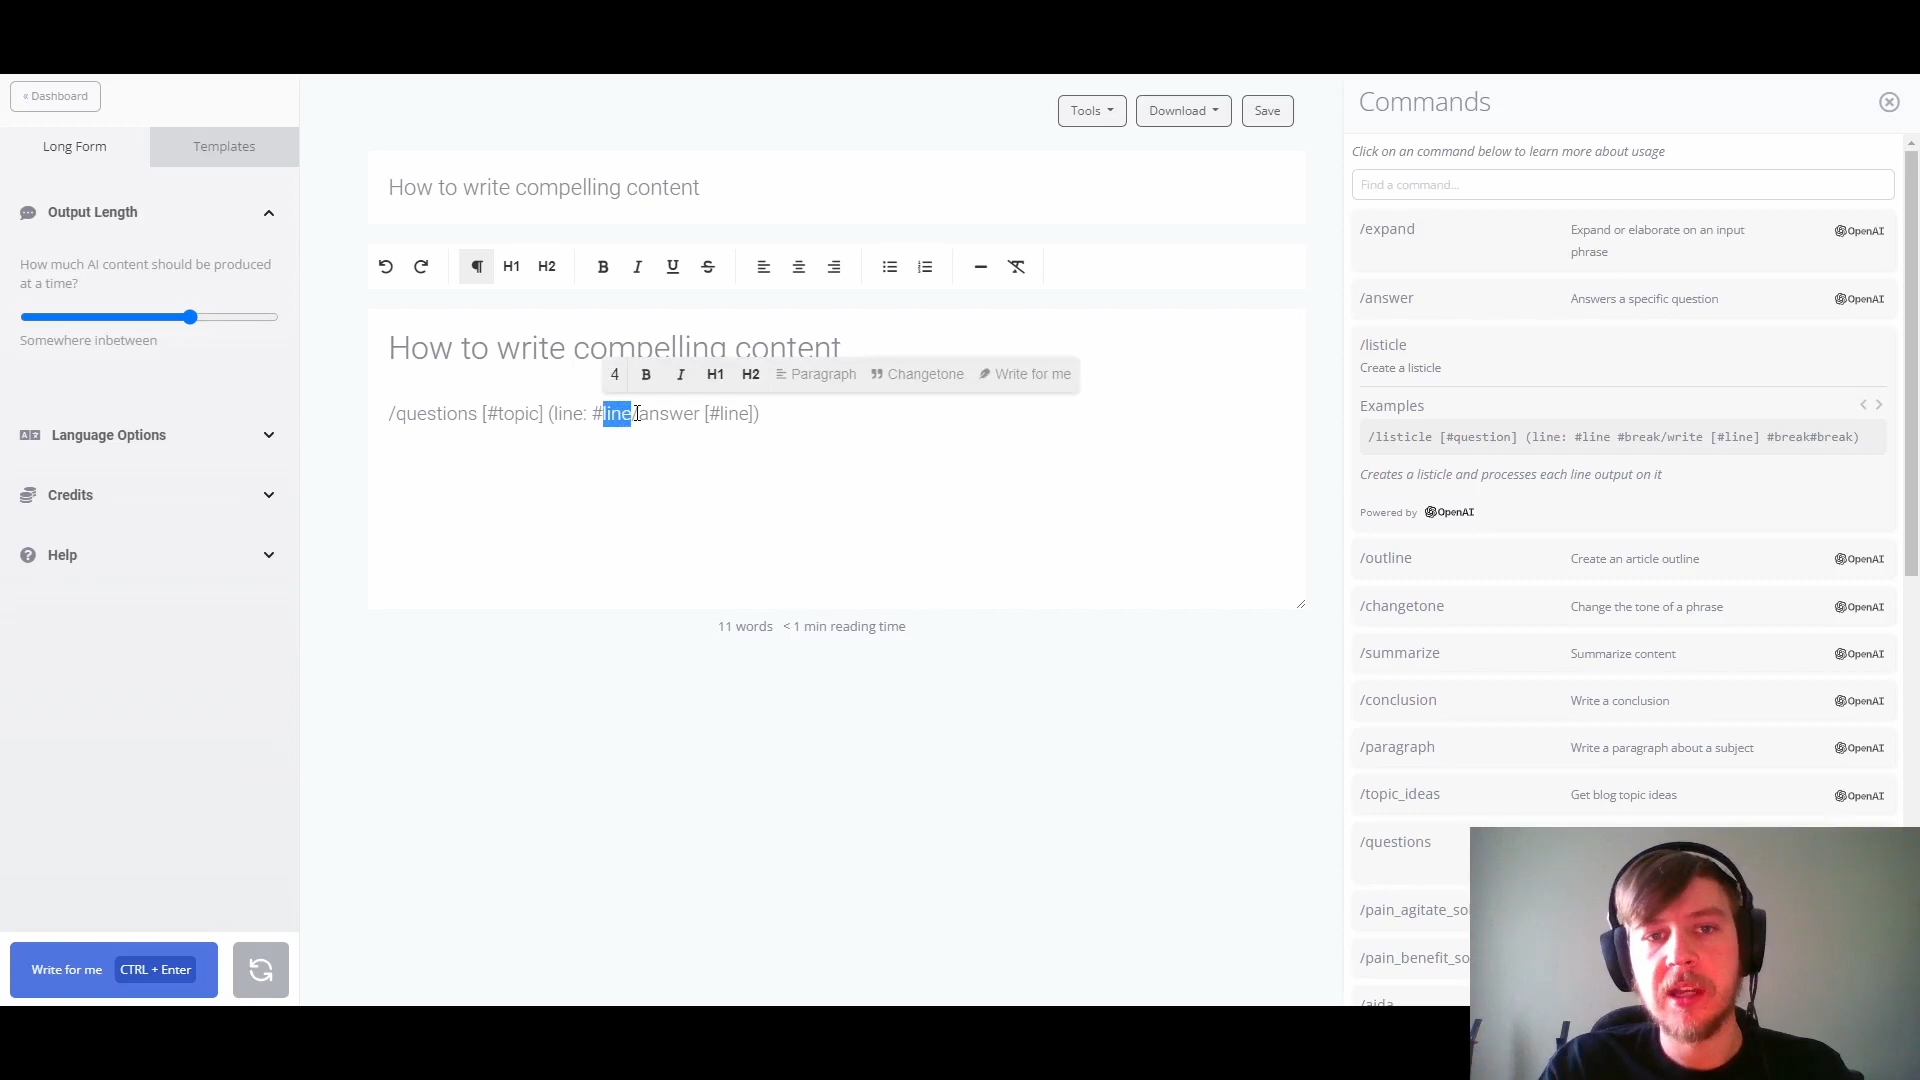 « Dashboard
Long Form
Templates
Output Length
How much AI content should be produced
at a time?
Somewhere inbetween
Language Options
Credits
Help
Write for me CTRL + Enter
Tools
Download
Save
How to write compelling content
H1 H2 B I U S
How to write compelling content
4 B I H1 H2 Paragraph Changetone Write for me
/questions [#topic] (line: #line/answer [#line])
11 words < 1 min reading time
Commands
Click on an command below to learn more about usage
Find a command...
/expand Expand or elaborate on an input OpenAI
phrase
/answer Answers a specific question OpenAI
/listicle
Create a listicle
Examples
/listicle [#question] (line: #line #break/write [#line] #break#break)
Creates a listicle and processes each line output on it
Powered by OpenAI
/outline Create an article outline OpenAI
/changetone Change the tone of a phrase OpenAI
/summarize Summarize content OpenAI
/conclusion Write a conclusion OpenAI
/paragraph Write a paragraph about a subject OpenAI
/topic_ideas Get blog topic ideas OpenAI
/questions
/pain_agitate_so
/pain_benefit_so
/aida